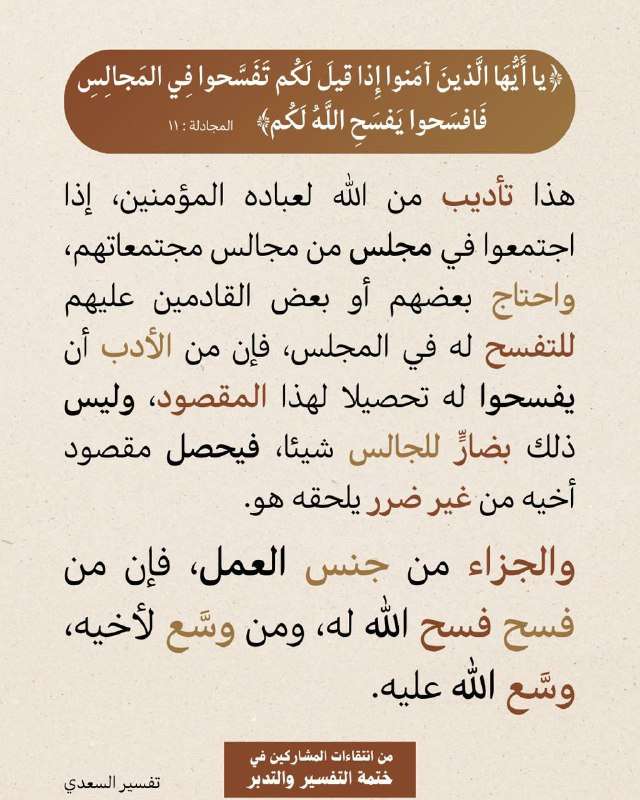 ﴿يا أَيُّهَا الَّذينَ آمَنوا إِذا قيلَ لَكُم تَفَسَّحوا فِي المَجالِسِ
فَافسَحوا يَفسَحِ اللَّهُ لَكُم﴾ المجادلة : ١١
هذا تأديب من الله لعباده المؤمنين، إذا
اجتمعوا في مجلس من مجالس مجتمعاتهم،
واحتاج بعضهم أو بعض القادمين عليهم
للتفسح له في المجلس، فإن من الأدب أن
يفسحوا له تحصيلا لهذا المقصود، وليس
ذلك بضارٍّ للجالس شيئا، فيحصل مقصود
أخيه من غير ضرر يلحقه هو.
والجزاء من جنس العمل، فإن من
فسح فسح الله له، ومن وسَّع لأخيه،
وسَّع الله عليه.
من انتقاءات المشاركين في
ختمة التفسير والتدبر
تفسير السعدي